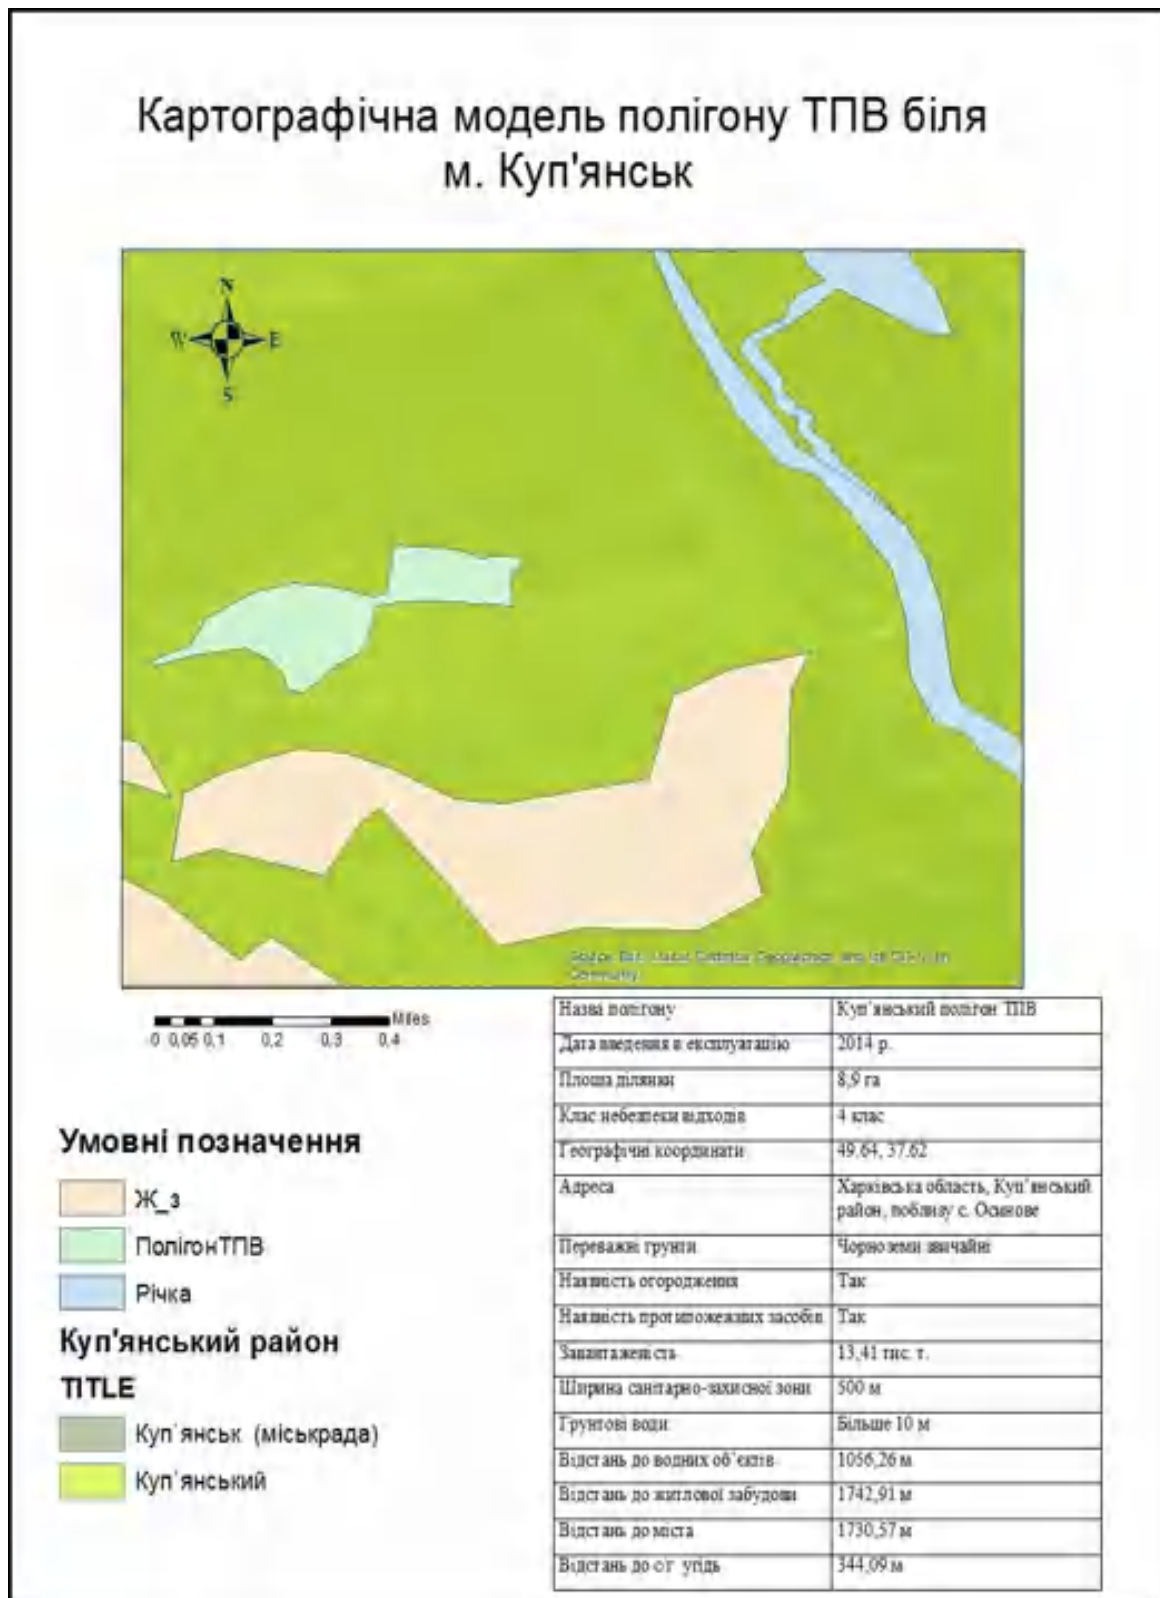 Картографічна модель полігону ТПВ біля
м. Куп'янськ
N
W E
S
Community
Miles
0 0,05 0,1 0,2 0,3 0,4
Умовні позначення
Ж_з
ПолігонТПВ
Річка
Куп'янський район
TITLE
Куп`янськ (міськрада)
Куп`янський
Назва полігону Куп'янський полігон ТПВ
Дата введення в експлуатацію 2014 р.
Площа ділянки 8,9 га
Клас небезпеки відходів 4 клас
Географічні координати 49.64, 37.62
Адреса Харківська область, Куп'янський
район, поблизу с. Осинове
Переважні грунти Чорноземи звичайні
Наявність огородження Так
Наявність протипожежних засобів Так
Завантаженість 13,41 тис. т.
Ширина санітарно-захисної зони 500 м
Грунтові води Більше 10 м
Відстань до водних об'єктів 1056,26 м
Відстань до житлової забудови 1742,91 м
Відстань до міста 1730,57 м
Відстань до с/г угідь 344,09 м